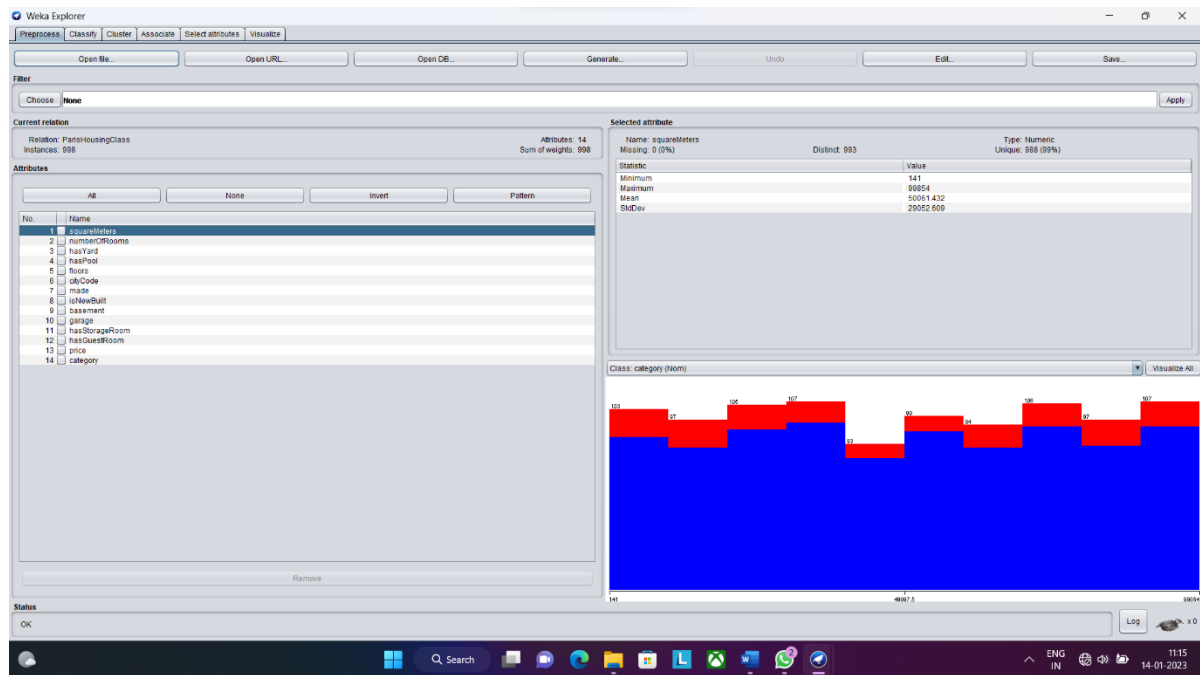 Weka Explorer
Preprocess Classify Cluster Associate Select attributes Visualize
Open file... Open URL... Open DB... Generate... Undo Edit... Save...
Filter
Choose None Apply
Current relation
Relation: ParisHousingClass Attributes: 14
Instances: 998 Sum of weights: 998
Attributes
All None Invert Pattern
No. Name
1 squareMeters
2 numberOfRooms
3 hasYard
4 hasPool
5 floors
6 cityCode
7 made
8 isNewBuilt
9 basement
10 garage
11 hasStorageRoom
12 hasGuestRoom
13 price
14 category
Remove
Selected attribute
Name: squareMeters Type: Numeric
Missing: 0 (0%) Distinct: 993 Unique: 988 (99%)
Statistic Value
Minimum 141
Maximum 99854
Mean 50061.432
StdDev 29052.609
Class: category (Nom) Visualize All
103 97 106 107 83 99 94 106 97 107
141 49997.5 99854
Status
OK Log x 0
Search
L W 2
ENG 11:15
IN 14-01-2023